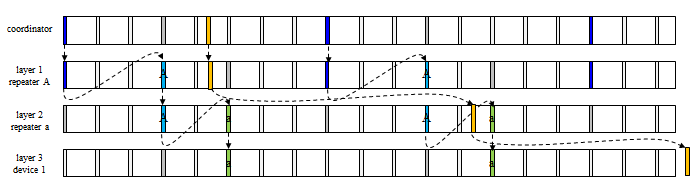 coordinator
layer 1
repeater A
A
A
layer 2
repeater a
A
a
A
a
layer 3
device 1
a
a